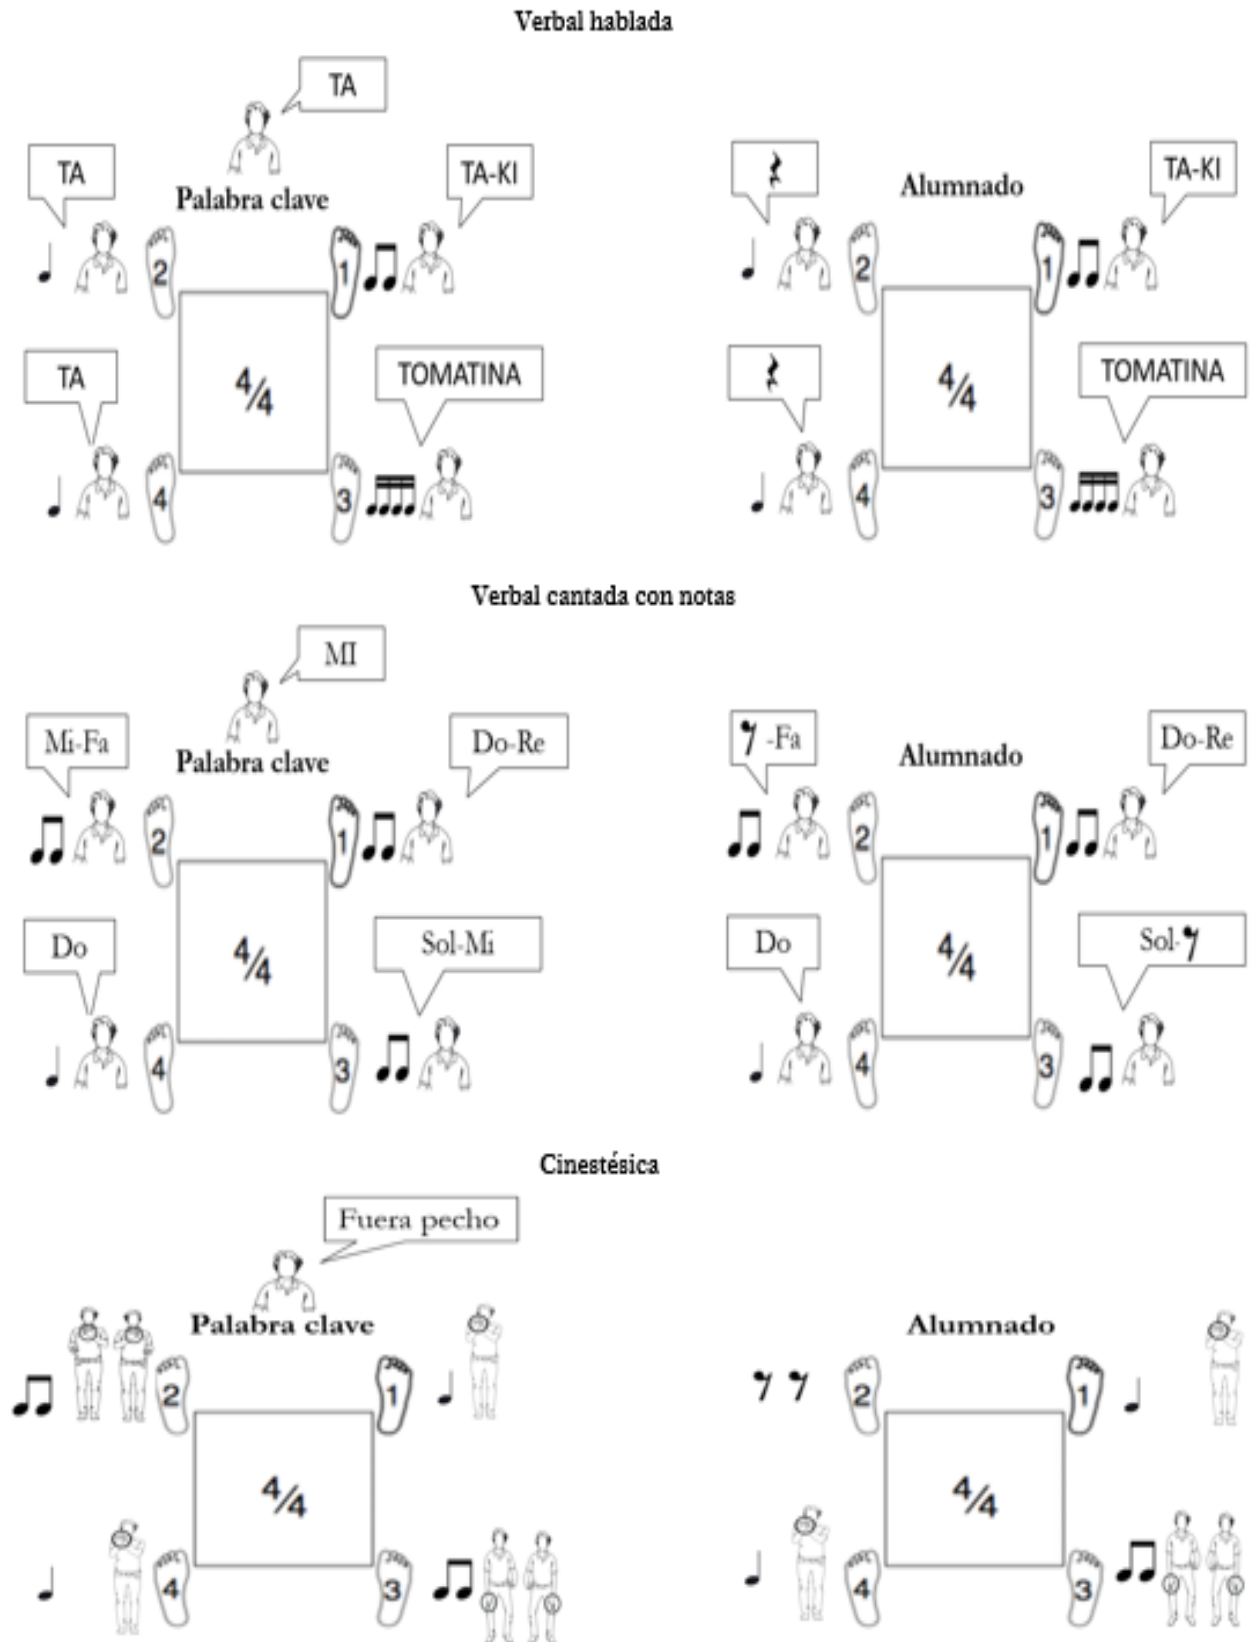 Verbal hablada
TA
TA
TA-KI
Palabra clave
2
1
4/4
TA
TOMATINA
4
3
TA-KI
Alumnado
2
1
4/4
TOMATINA
4
3
Verbal cantada con notas
MI
Mi-Fa
Do-Re
Palabra clave
2
1
4/4
Do
Sol-Mi
4
3
-Fa
Do-Re
Alumnado
2
1
4/4
Do
Sol-
4
3
Cinestésica
Fuera pecho
Palabra clave
2
1
4/4
4
3
Alumnado
2
1
4/4
4
3